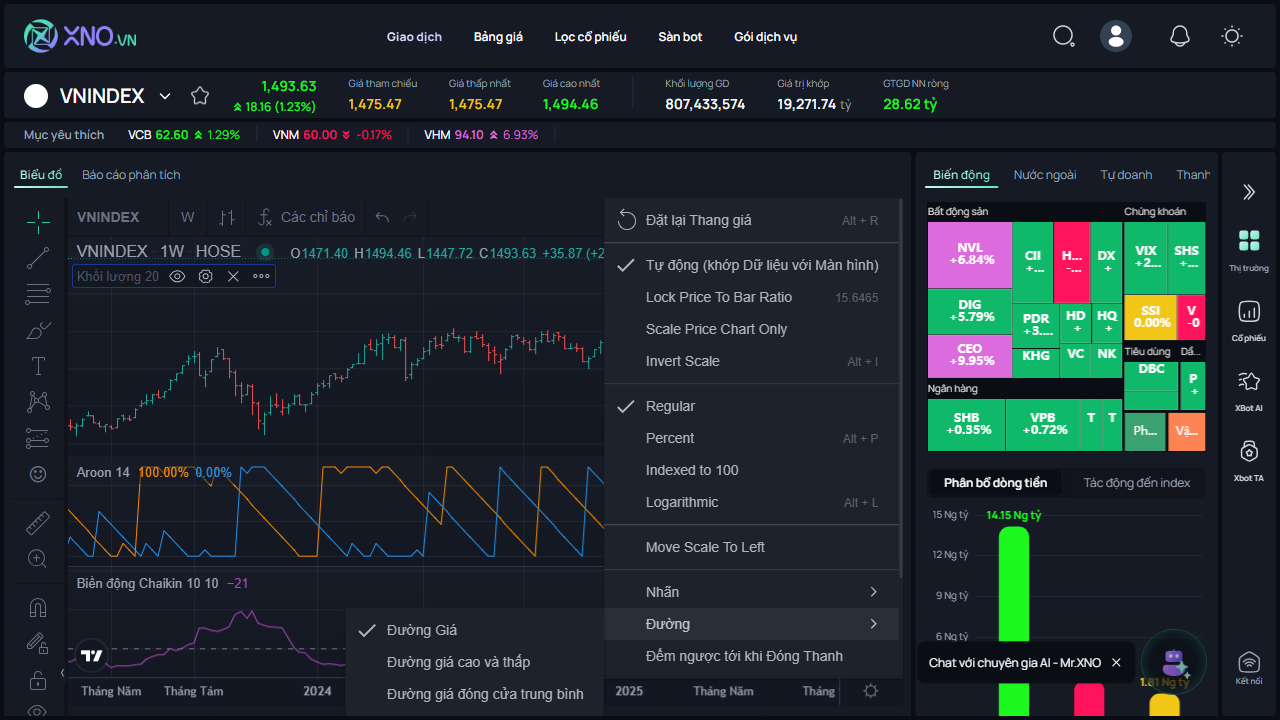 XNO.VN
Giao dịch
Bảng giá
Lọc cổ phiếu
Sàn bot
Gói dịch vụ
VNINDEX
1,493.63
18.16 (1.23%)
Giá tham chiếu
1,475.47
Giá thấp nhất
1,475.47
Giá cao nhất
1,494.46
Khối lượng GD
807,433,574
Giá trị khớp
19,271.74 tỷ
GTGD NN ròng
28.62 tỷ
Mục yêu thích
VCB 62.60 1.29%
VNM 60.00 -0.17%
VHM 94.10 6.93%
Biểu đồ
Báo cáo phân tích
VNINDEX
W
Các chỉ báo
VNINDEX 1W HOSE
O1471.40 H1494.46 L1447.72 C1493.63 +35.87 (+2
Khối lượng 20
Aroon 14 100.00% 0.00%
Biến động Chaikin 10 10 −21
Tháng Năm
Tháng Tám
2024
2025
Tháng Năm
Tháng
Đặt lại Thang giá
Alt + R
Tự động (khớp Dữ liệu với Màn hình)
Lock Price To Bar Ratio
15.6465
Scale Price Chart Only
Invert Scale
Alt + I
Regular
Percent
Alt + P
Indexed to 100
Logarithmic
Alt + L
Move Scale To Left
Nhãn
Đường
Đếm ngược tới khi Đóng Thanh
Đường Giá
Đường giá cao và thấp
Đường giá đóng cửa trung bình
Biến động
Nước ngoài
Tự doanh
Thanh
Bất động sản
NVL
+6.84%
DIG
+5.79%
CEO
+9.95%
CII
+...
H...
-...
DX
+
PDR
+3....
HD
+
HQ
+
KHG
VC
NK
Chứng khoán
VIX
+2...
SHS
+...
SSI
0.00%
V
-0
Tiêu dùng
Dầ...
DBC
P
+
Ngân hàng
SHB
+0.35%
VPB
+0.72%
T
T
Ph...
Vậ...
Phân bổ dòng tiền
Tác động đến index
15 Ng tỷ
14.15 Ng tỷ
12 Ng tỷ
9 Ng tỷ
6 Ng tỷ
1.81 Ng tỷ
Chat với chuyên gia AI - Mr.XNO
Thị trường
Cổ phiếu
XBot AI
Xbot TA
Kết nối